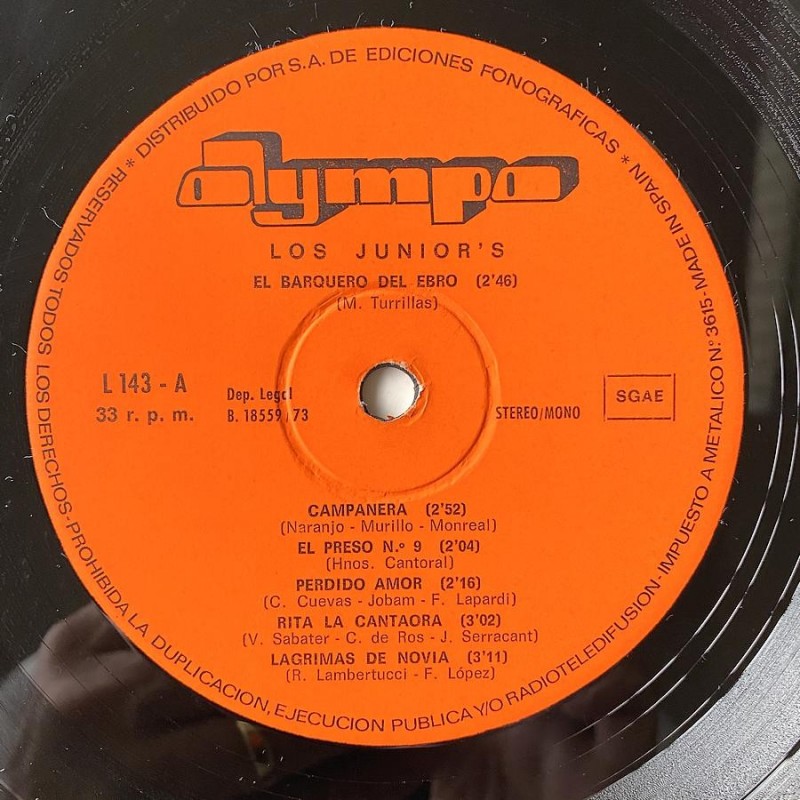 RESERVADOS TODOS LOS DERECHOS-PROHIBIDA LA DUPLICACION, EJECUCION PUBLICA Y/O RADIOTELEDIFUSION-IMPUESTO A METALICO N.º 3615-MADE IN SPAIN
* DISTRIBUIDO POR S.A. DE EDICIONES FONOGRAFICAS *
olympo
LOS JUNIOR'S
EL BARQUERO DEL EBRO (2'46)
(M. Turrillas)
L 143 - A
33 r. p. m.
Dep. Legal
B. 18559/73
STEREO/MONO
SGAE
CAMPANERA (2'52)
(Naranjo - Murillo - Monreal)
EL PRESO N.º 9 (2'04)
(Hnos. Cantoral)
PERDIDO AMOR (2'16)
(C. Cuevas - Jobam - F. Lapardi)
RITA LA CANTAORA (3'02)
(V. Sabater - C. de Ros - J. Serracant)
LAGRIMAS DE NOVIA (3'11)
(R. Lambertucci - F. López)